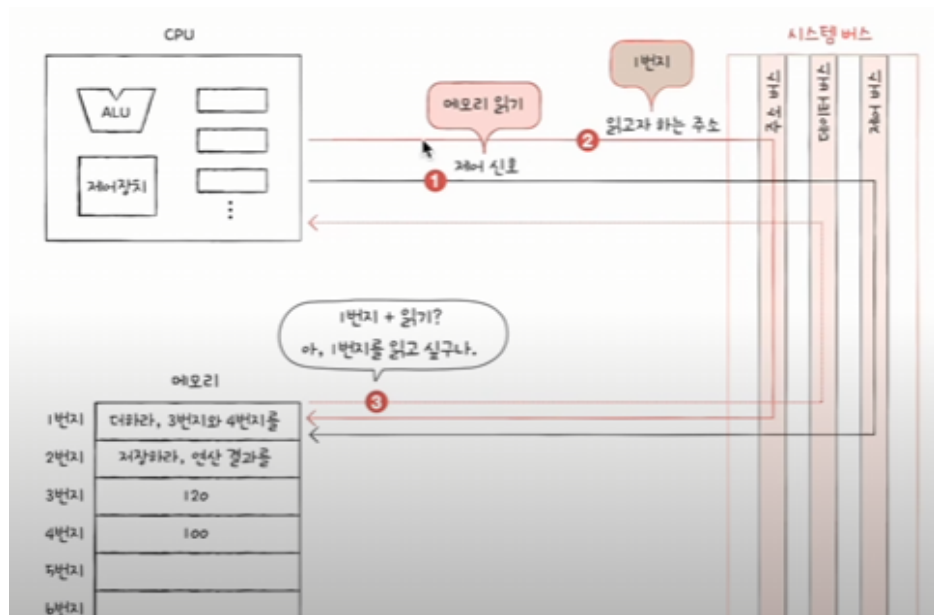 CPU
시스템 버스
ALU
제어장치
메모리 읽기
1번지
2
읽고자 하는 주소
1
제어 신호
주소 버스
데이터 버스
제어 버스
1번지 + 읽기?
아, 1번지를 읽고 싶구나.
3
메모리
1번지 더하라, 3번지와 4번지를
2번지 저장하라, 연산 결과를
3번지 120
4번지 100
5번지
6번지